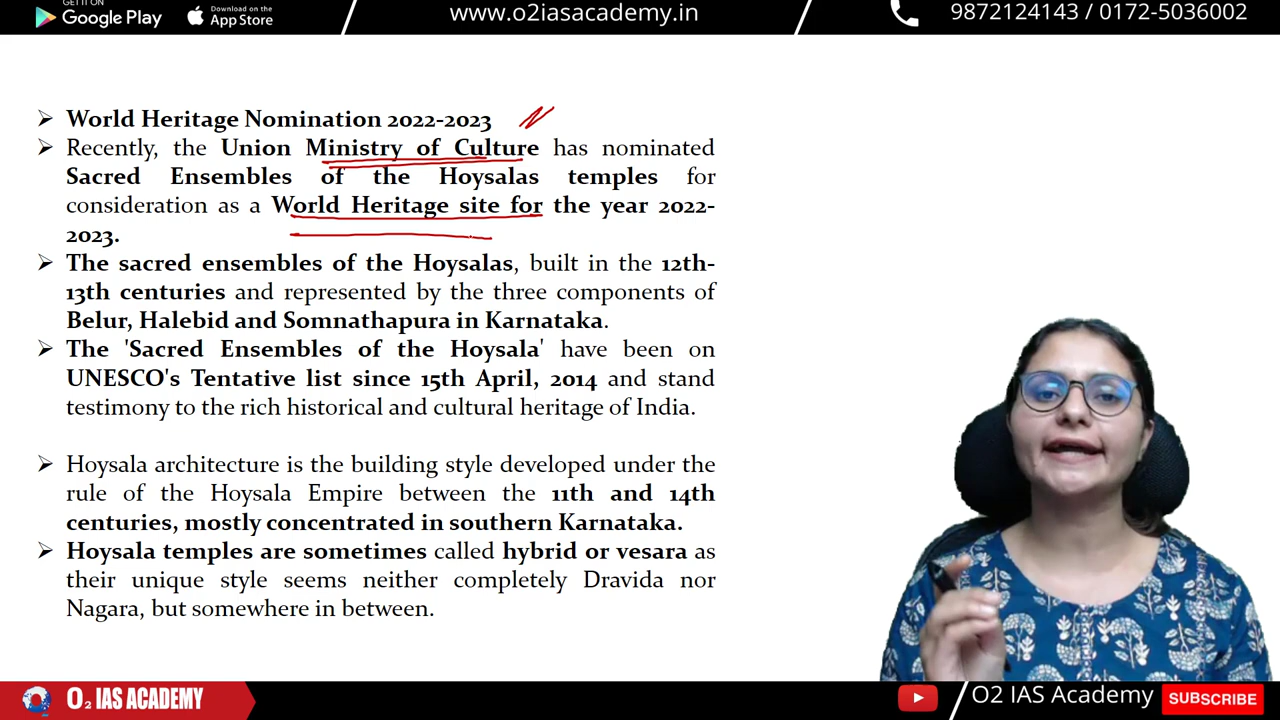 GET IT ON
Google Play
Download on the
App Store
www.o2iasacademy.in
9872124143 / 0172-5036002
➢ World Heritage Nomination 2022-2023
➢ Recently, the Union Ministry of Culture has nominated
Sacred Ensembles of the Hoysalas temples for
consideration as a World Heritage site for the year 2022-
2023.
➢ The sacred ensembles of the Hoysalas, built in the 12th-
13th centuries and represented by the three components of
Belur, Halebid and Somnathapura in Karnataka.
➢ The 'Sacred Ensembles of the Hoysala' have been on
UNESCO's Tentative list since 15th April, 2014 and stand
testimony to the rich historical and cultural heritage of India.
➢ Hoysala architecture is the building style developed under the
rule of the Hoysala Empire between the 11th and 14th
centuries, mostly concentrated in southern Karnataka.
➢ Hoysala temples are sometimes called hybrid or vesara as
their unique style seems neither completely Dravida nor
Nagara, but somewhere in between.
O2 IAS ACADEMY
O2 IAS Academy
SUBSCRIBE